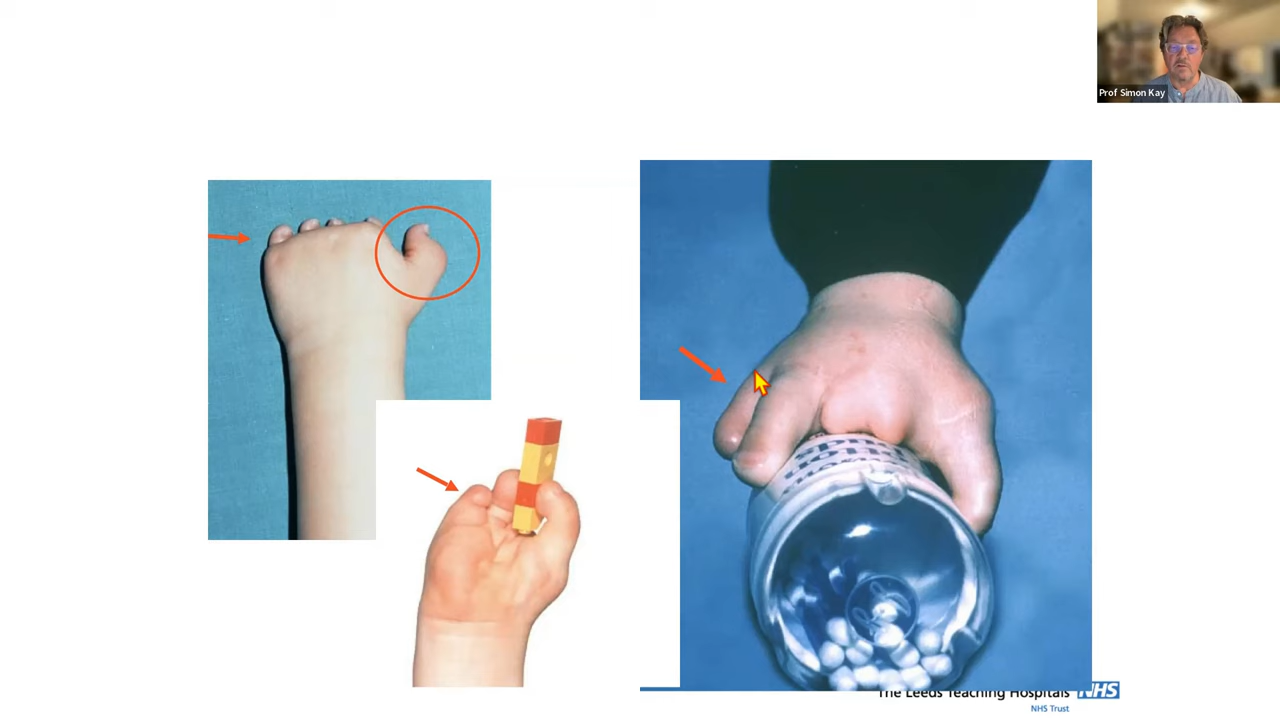 Prof Simon Kay
The Leeds Teaching Hospitals NHS
NHS Trust